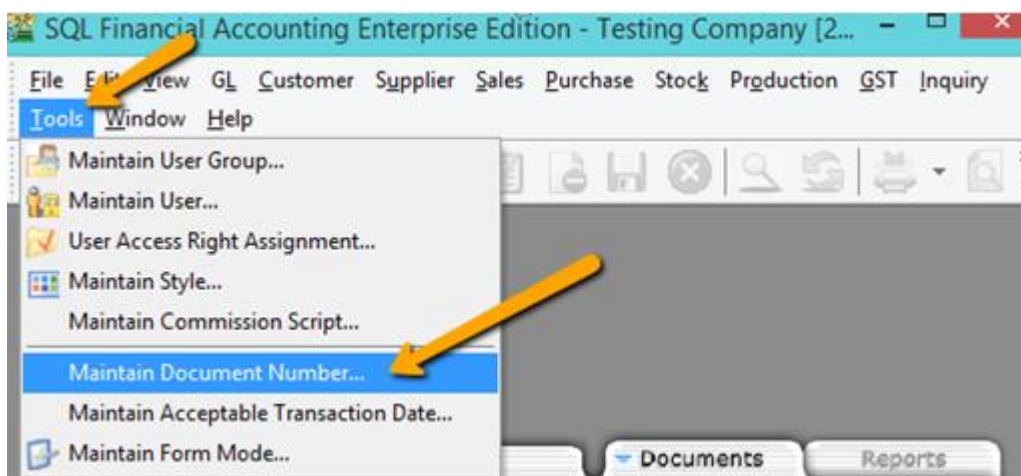 SQL Financial Accounting Enterprise Edition - Testing Company [2...
File Edit View GL Customer Supplier Sales Purchase Stock Production GST Inquiry
Tools Window Help
Maintain User Group...
Maintain User...
User Access Right Assignment...
Maintain Style...
Maintain Commission Script...
Maintain Document Number...
Maintain Acceptable Transaction Date...
Maintain Form Mode...
Documents Reports